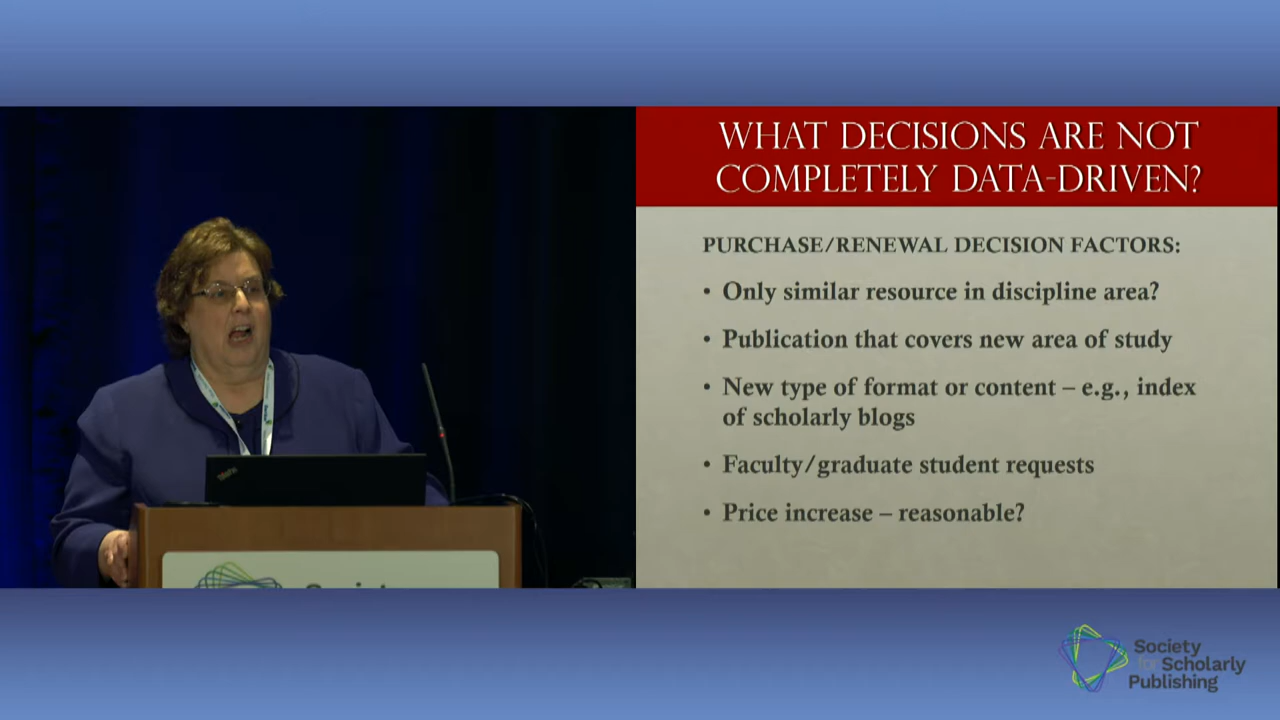 WHAT DECISIONS ARE NOT
COMPLETELY DATA-DRIVEN?
PURCHASE/RENEWAL DECISION FACTORS:
• Only similar resource in discipline area?
• Publication that covers new area of study
• New type of format or content – e.g., index
of scholarly blogs
• Faculty/graduate student requests
• Price increase – reasonable?
Society
for Scholarly
Publishing